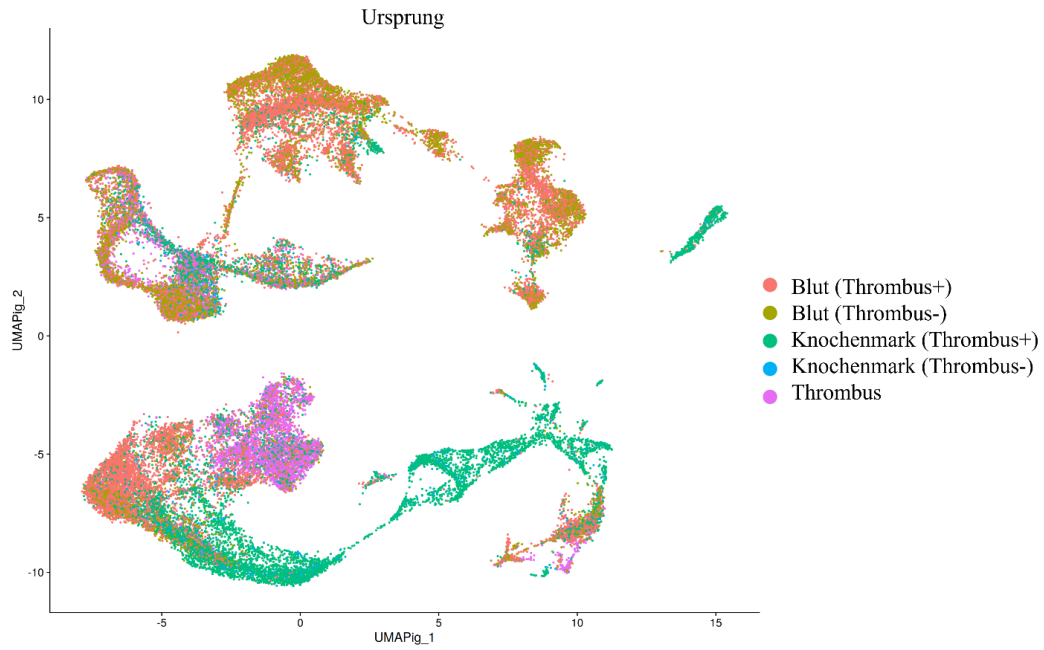 Ursprung
10
5
0
-5
-10
UMAPig_2
-5
0
5
10
15
UMAPig_1
Blut (Thrombus+)
Blut (Thrombus-)
Knochenmark (Thrombus+)
Knochenmark (Thrombus-)
Thrombus